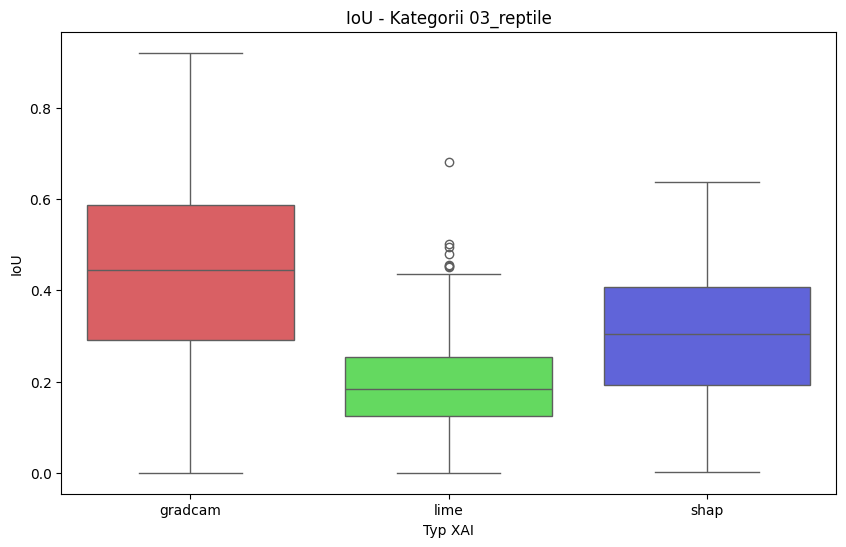 IoU - Kategorii 03_reptile
IoU
0.8
0.6
0.4
0.2
0.0
gradcam
lime
shap
Typ XAI